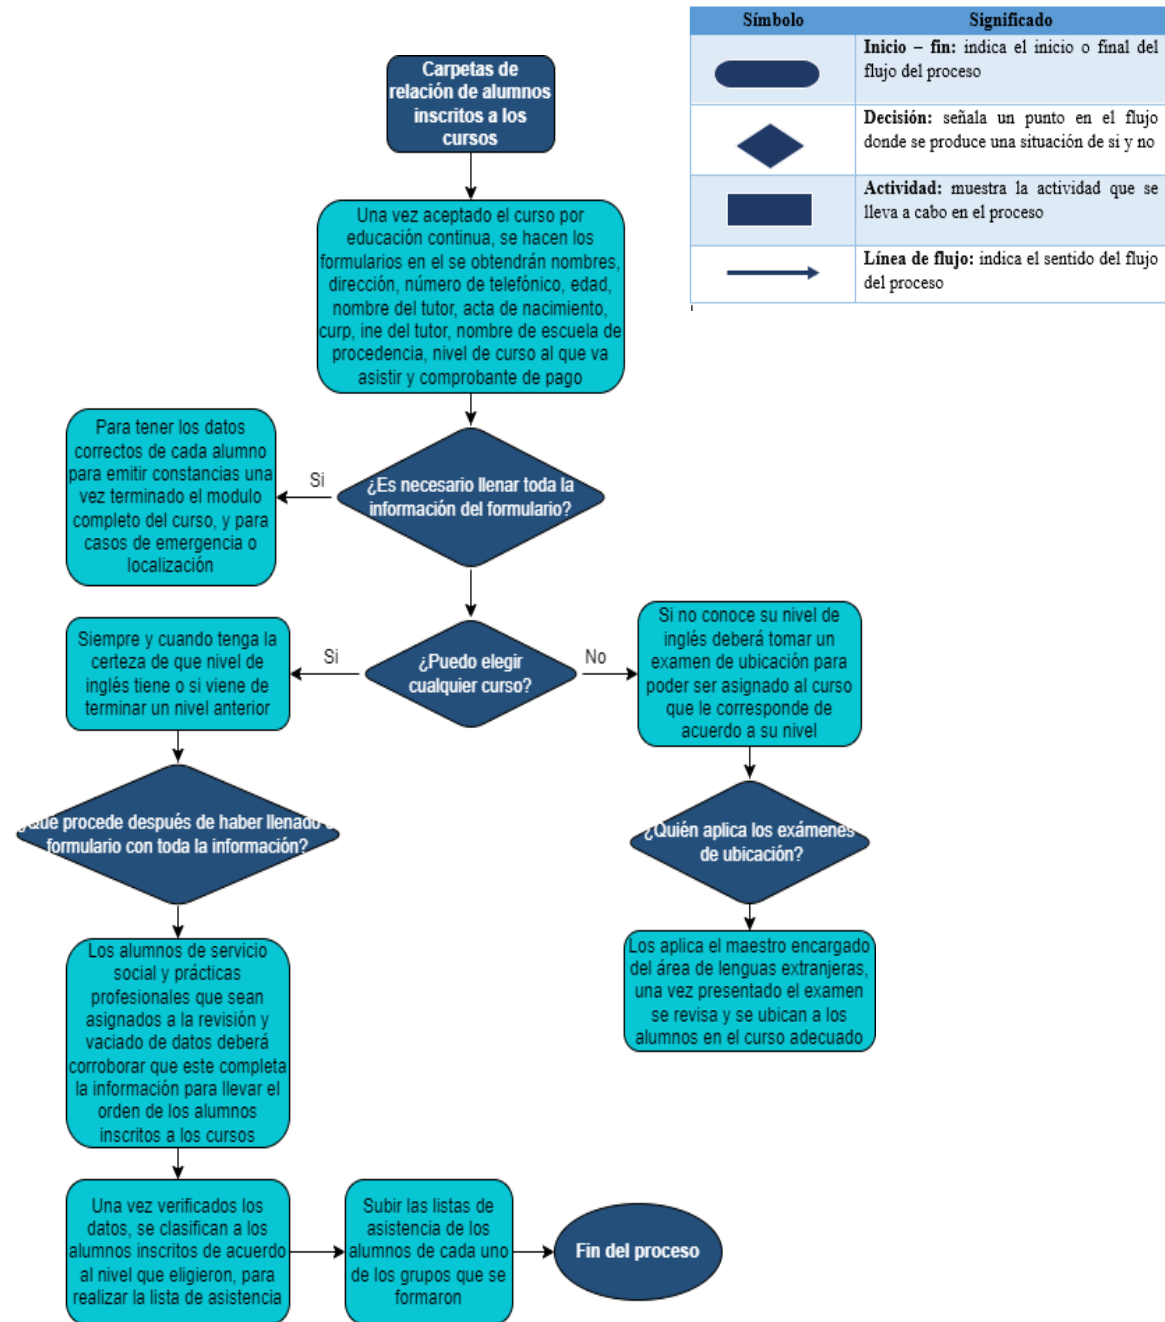 Símbolo Significado
Inicio – fin: indica el inicio o final del
flujo del proceso
Decisión: señala un punto en el flujo
donde se produce una situación de si y no
Actividad: muestra la actividad que se
lleva a cabo en el proceso
Línea de flujo: indica el sentido del flujo
del proceso
Carpetas de
relación de alumnos
inscritos a los
cursos
Una vez aceptado el curso por
educación continua, se hacen los
formularios en el se obtendrán nombres,
dirección, número de telefónico, edad,
nombre del tutor, acta de nacimiento,
curp, ine del tutor, nombre de escuela de
procedencia, nivel de curso al que va
asistir y comprobante de pago
¿Es necesario llenar toda la
información del formulario?
Si
Para tener los datos
correctos de cada alumno
para emitir constancias una
vez terminado el modulo
completo del curso, y para
casos de emergencia o
localización
¿Puedo elegir
cualquier curso?
Si
No
Siempre y cuando tenga la
certeza de que nivel de
inglés tiene o si viene de
terminar un nivel anterior
Si no conoce su nivel de
inglés deberá tomar un
examen de ubicación para
poder ser asignado al curso
que le corresponde de
acuerdo a su nivel
¿Que procede después de haber llenado
formulario con toda la información?
¿Quién aplica los exámenes
de ubicación?
Los alumnos de servicio
social y prácticas
profesionales que sean
asignados a la revisión y
vaciado de datos deberá
corroborar que este completa
la información para llevar el
orden de los alumnos
inscritos a los cursos
Los aplica el maestro encargado
del área de lenguas extranjeras,
una vez presentado el examen
se revisa y se ubican a los
alumnos en el curso adecuado
Una vez verificados los
datos, se clasifican a los
alumnos inscritos de acuerdo
al nivel que eligieron, para
realizar la lista de asistencia
Subir las listas de
asistencia de los
alumnos de cada uno
de los grupos que se
formaron
Fin del proceso